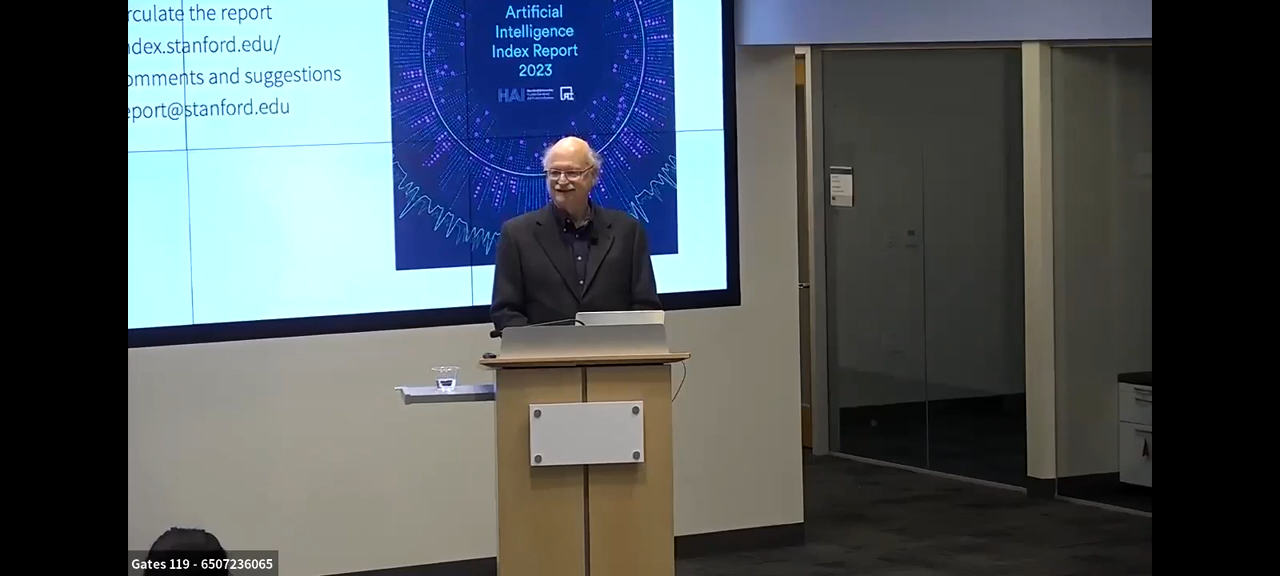 rculate the report
ndex.stanford.edu/
omments and suggestions
eport@stanford.edu
Artificial
Intelligence
Index Report
2023
HAI
Gates 119 - 6507236065